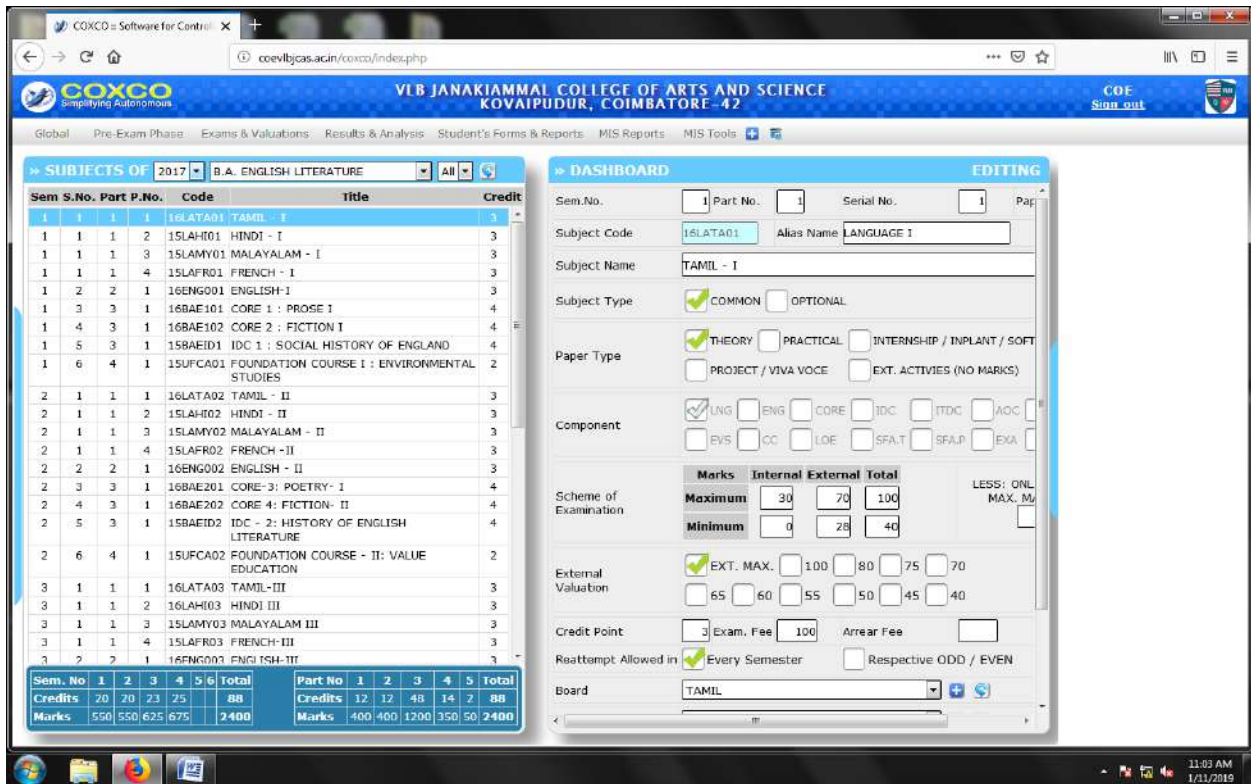 COXCO :: Software for Control
coevlbjcas.ac.in/coxco/index.php
COXCO
Simplifying Autonomous
VLB JANAKIAMMAL COLLEGE OF ARTS AND SCIENCE
KOVAIPUDUR, COIMBATORE-42
COE
Sign out
Global Pre-Exam Phase Exams & Valuations Results & Analysis Student's Forms & Reports MIS Reports MIS Tools
» SUBJECTS OF 2017 B.A. ENGLISH LITERATURE All
Sem S.No. Part P.No. Code Title Credit
1 1 1 1 16LATA01 TAMIL - I 3
1 1 1 2 15LAHI01 HINDI - I 3
1 1 1 3 15LAMY01 MALAYALAM - I 3
1 1 1 4 15LAFR01 FRENCH - I 3
1 2 2 1 16ENG001 ENGLISH-I 3
1 3 3 1 16BAE101 CORE 1 : PROSE I 4
1 4 3 1 16BAE102 CORE 2 : FICTION I 4
1 5 3 1 15BAEID1 IDC 1 : SOCIAL HISTORY OF ENGLAND 4
1 6 4 1 15UFCA01 FOUNDATION COURSE I : ENVIRONMENTAL 2
STUDIES
2 1 1 1 16LATA02 TAMIL - II 3
2 1 1 2 15LAHI02 HINDI - II 3
2 1 1 3 15LAMY02 MALAYALAM - II 3
2 1 1 4 15LAFR02 FRENCH -II 3
2 2 2 1 16ENG002 ENGLISH - II 3
2 3 3 1 16BAE201 CORE-3: POETRY- I 4
2 4 3 1 16BAE202 CORE 4: FICTION- II 4
2 5 3 1 15BAEID2 IDC - 2: HISTORY OF ENGLISH 4
LITERATURE
2 6 4 1 15UFCA02 FOUNDATION COURSE - II: VALUE 2
EDUCATION
3 1 1 1 16LATA03 TAMIL-III 3
3 1 1 2 16LAHI03 HINDI III 3
3 1 1 3 15LAMY03 MALAYALAM III 3
3 1 1 4 15LAFR03 FRENCH-III 3
3 2 2 1 16ENG003 ENGLISH-III 3
Sem. No 1 2 3 4 5 6 Total
Credits 20 20 23 25 88
Marks 550 550 625 675 2400
Part No 1 2 3 4 5 Total
Credits 12 12 48 14 2 88
Marks 400 400 1200 350 50 2400
» DASHBOARD EDITING
Sem.No. 1 Part No. 1 Serial No. 1 Pap
Subject Code 16LATA01 Alias Name LANGUAGE I
Subject Name TAMIL - I
Subject Type COMMON OPTIONAL
Paper Type THEORY PRACTICAL INTERNSHIP / INPLANT / SOFT
PROJECT / VIVA VOCE EXT. ACTIVIES (NO MARKS)
Component LNG ENG CORE IDC ITDC AOC
EVS CC LOE SFA.T SFA.P EXA
Scheme of
Examination
Marks Internal External Total
Maximum 30 70 100
Minimum 0 28 40
LESS: ONL
MAX. MA
External
Valuation
EXT. MAX. 100 80 75 70
65 60 55 50 45 40
Credit Point 3 Exam. Fee 100 Arrear Fee
Reattempt Allowed in Every Semester Respective ODD / EVEN
Board TAMIL
11:03 AM
1/11/2019